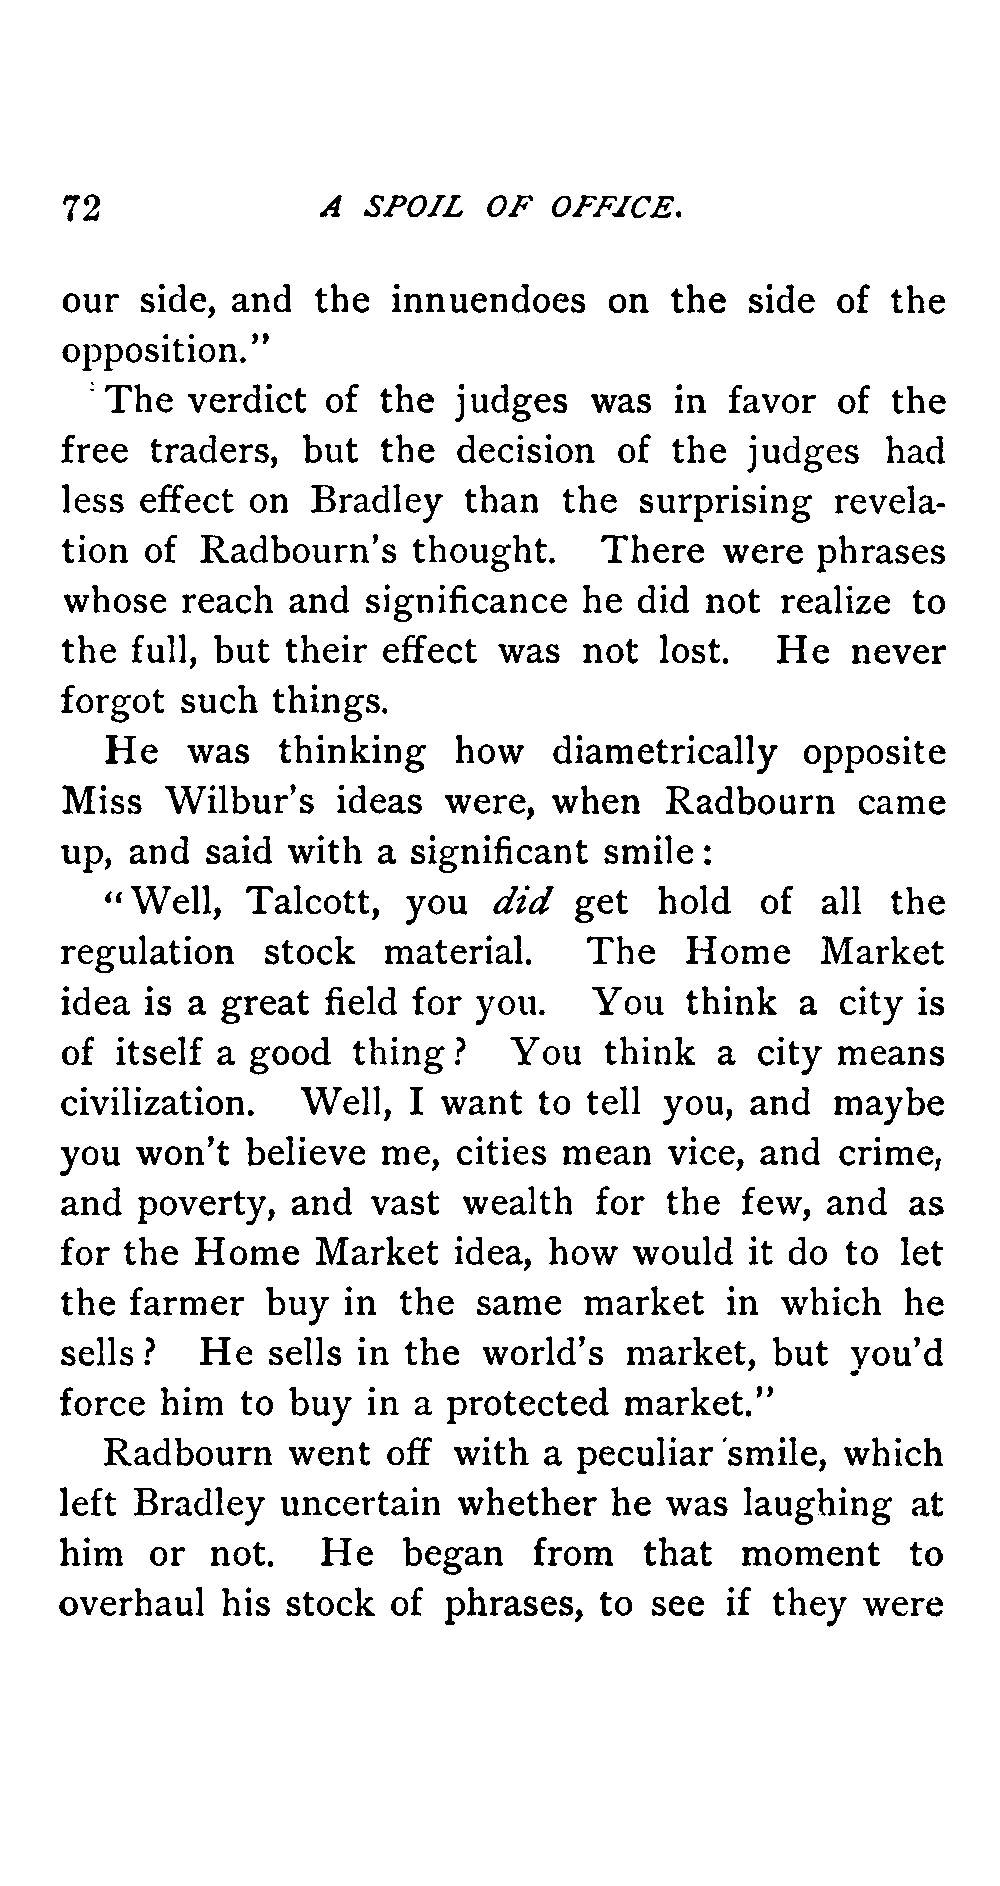 72 A SPOIL OF OFFICE.
our side, and the innuendoes on the side of the
opposition."
The verdict of the judges was in favor of the
free traders, but the decision of the judges had
less effect on Bradley than the surprising revela-
tion of Radbourn's thought. There were phrases
whose reach and significance he did not realize to
the full, but their effect was not lost. He never
forgot such things.
He was thinking how diametrically opposite
Miss Wilbur's ideas were, when Radbourn came
up, and said with a significant smile:
"Well, Talcott, you did get hold of all the
regulation stock material. The Home Market
idea is a great field for you. You think a city is
of itself a good thing? You think a city means
civilization. Well, I want to tell you, and maybe
you won't believe me, cities mean vice, and crime,
and poverty, and vast wealth for the few, and as
for the Home Market idea, how would it do to let
the farmer buy in the same market in which he
sells? He sells in the world's market, but you'd
force him to buy in a protected market."
Radbourn went off with a peculiar smile, which
left Bradley uncertain whether he was laughing at
him or not. He began from that moment to
overhaul his stock of phrases, to see if they were